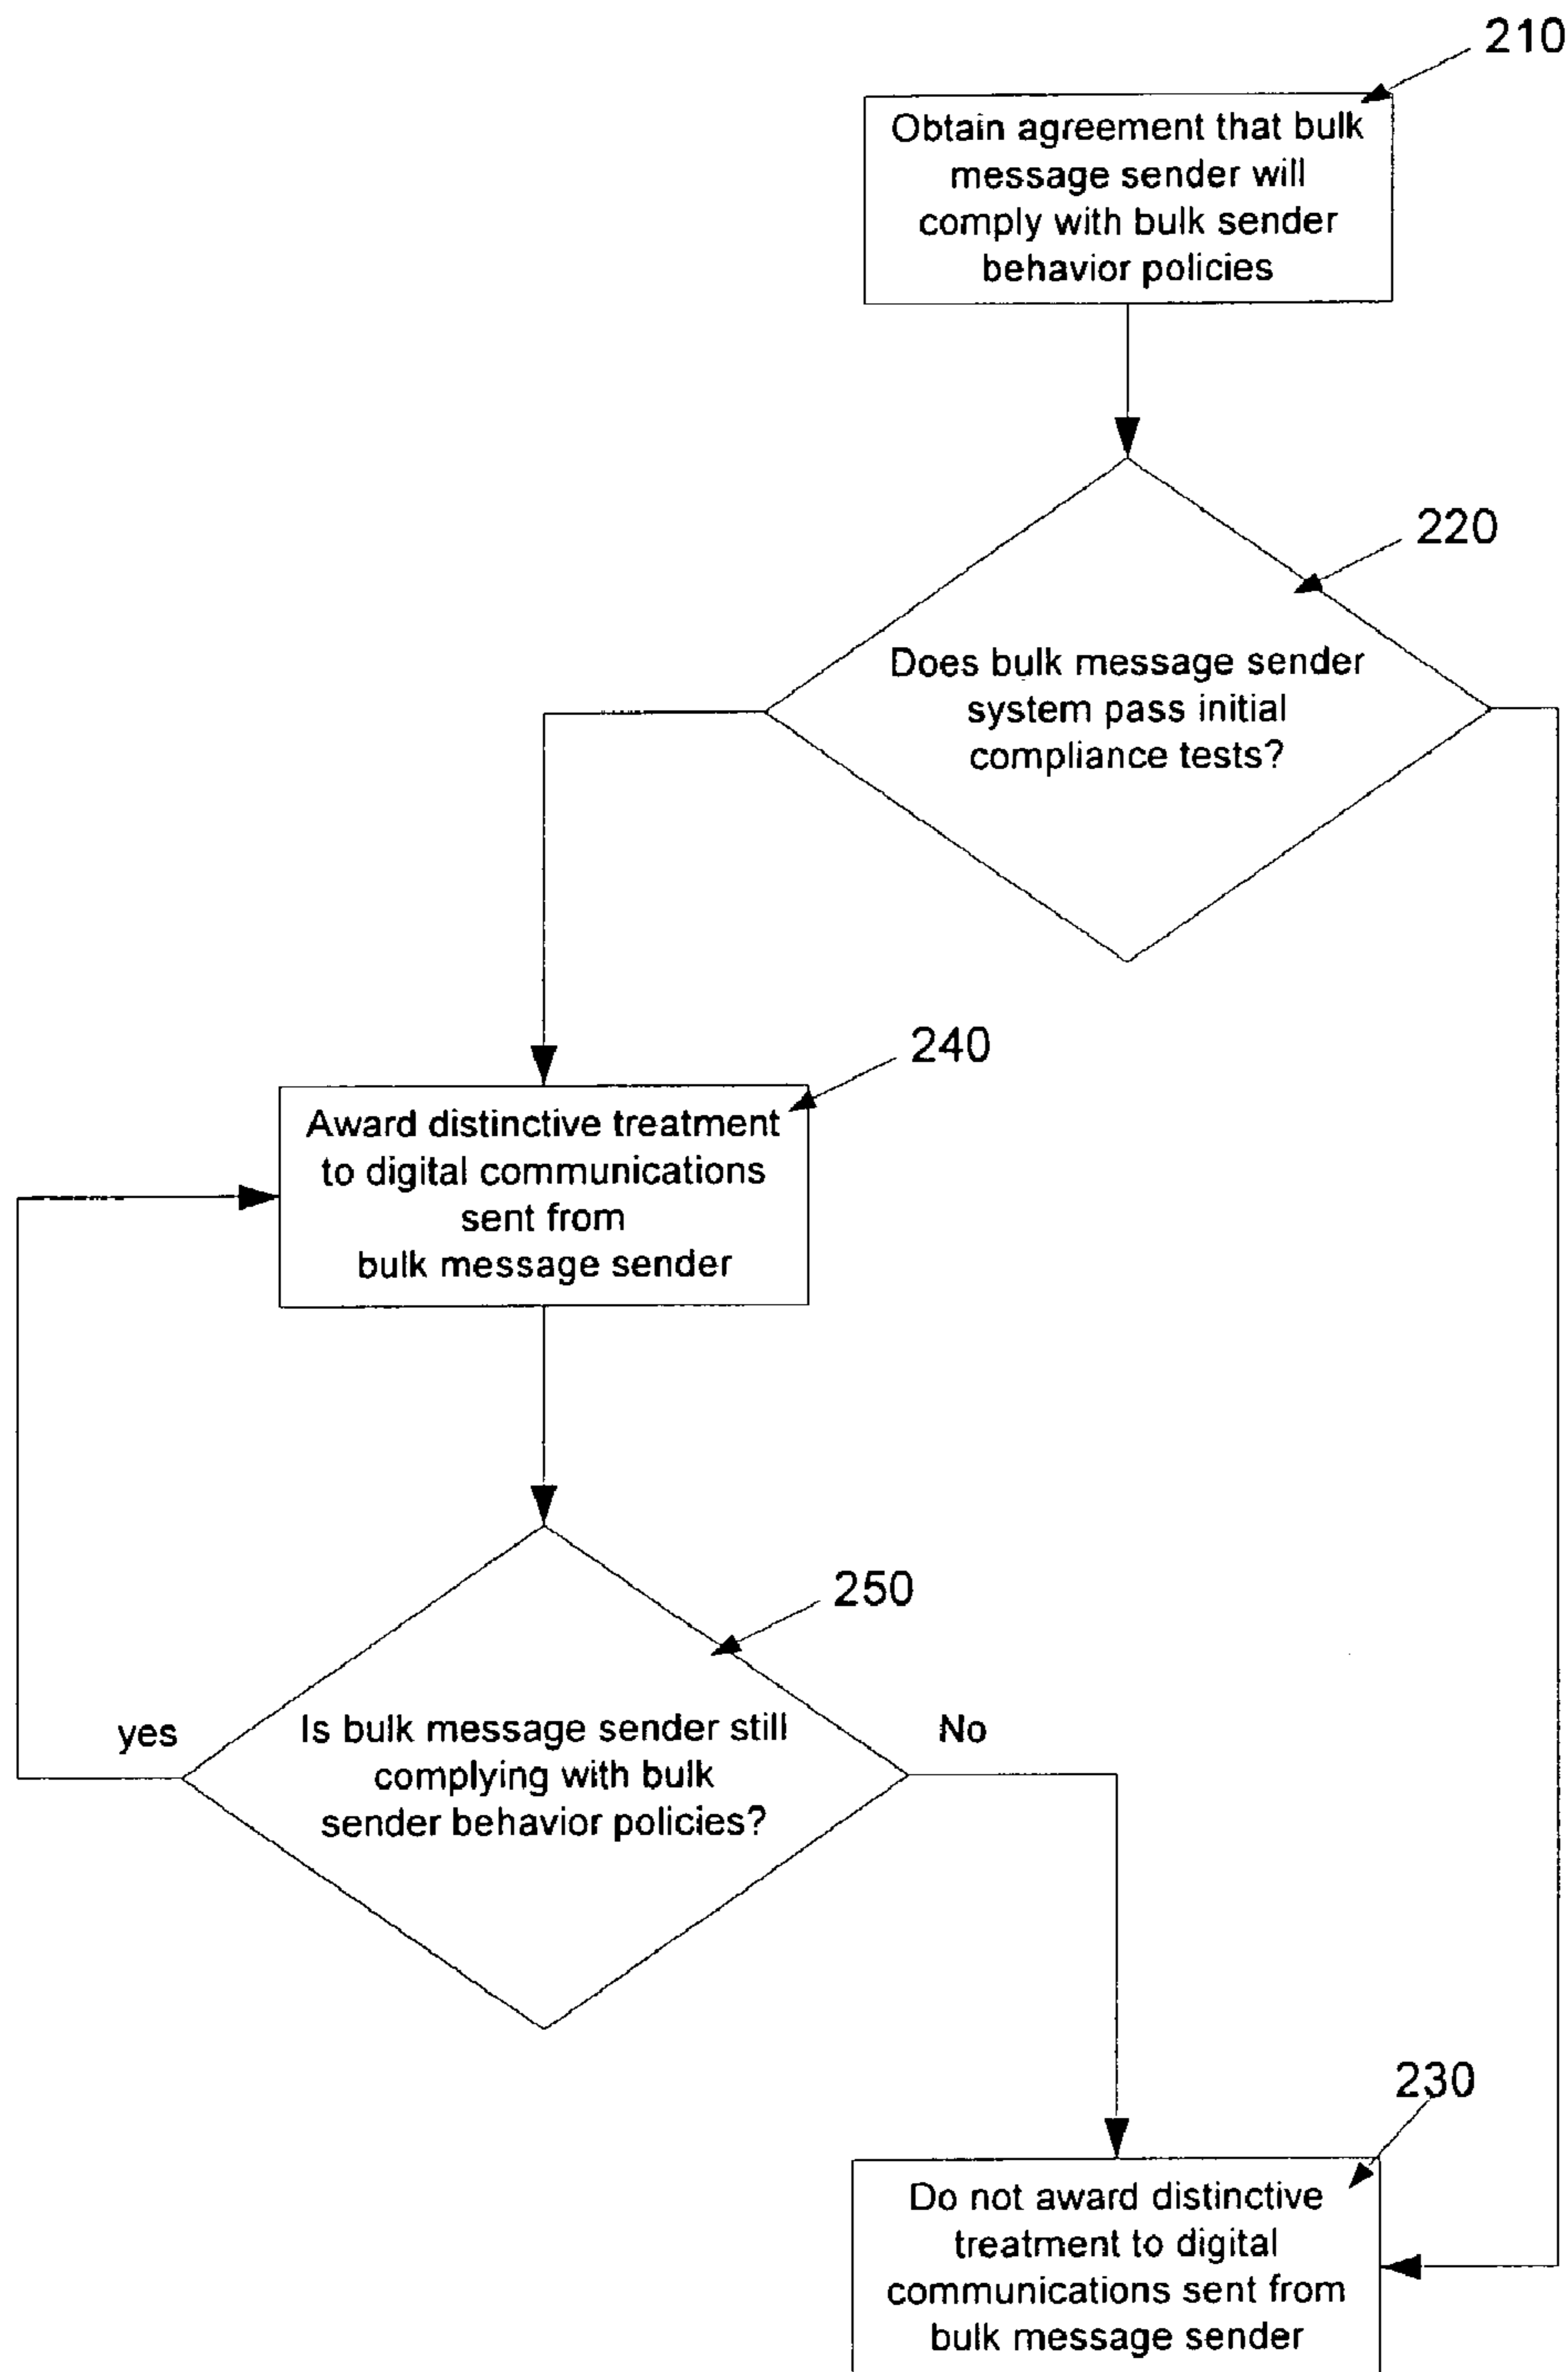 210
Obtain agreement that bulk
message sender will
comply with bulk sender
behavior policies
220
Does bulk message sender
system pass initial
compliance tests?
240
Award distinctive treatment
to digital communications
sent from
bulk message sender
250
yes
Is bulk message sender still
complying with bulk
sender behavior policies?
No
230
Do not award distinctive
treatment to digital
communications sent from
bulk message sender